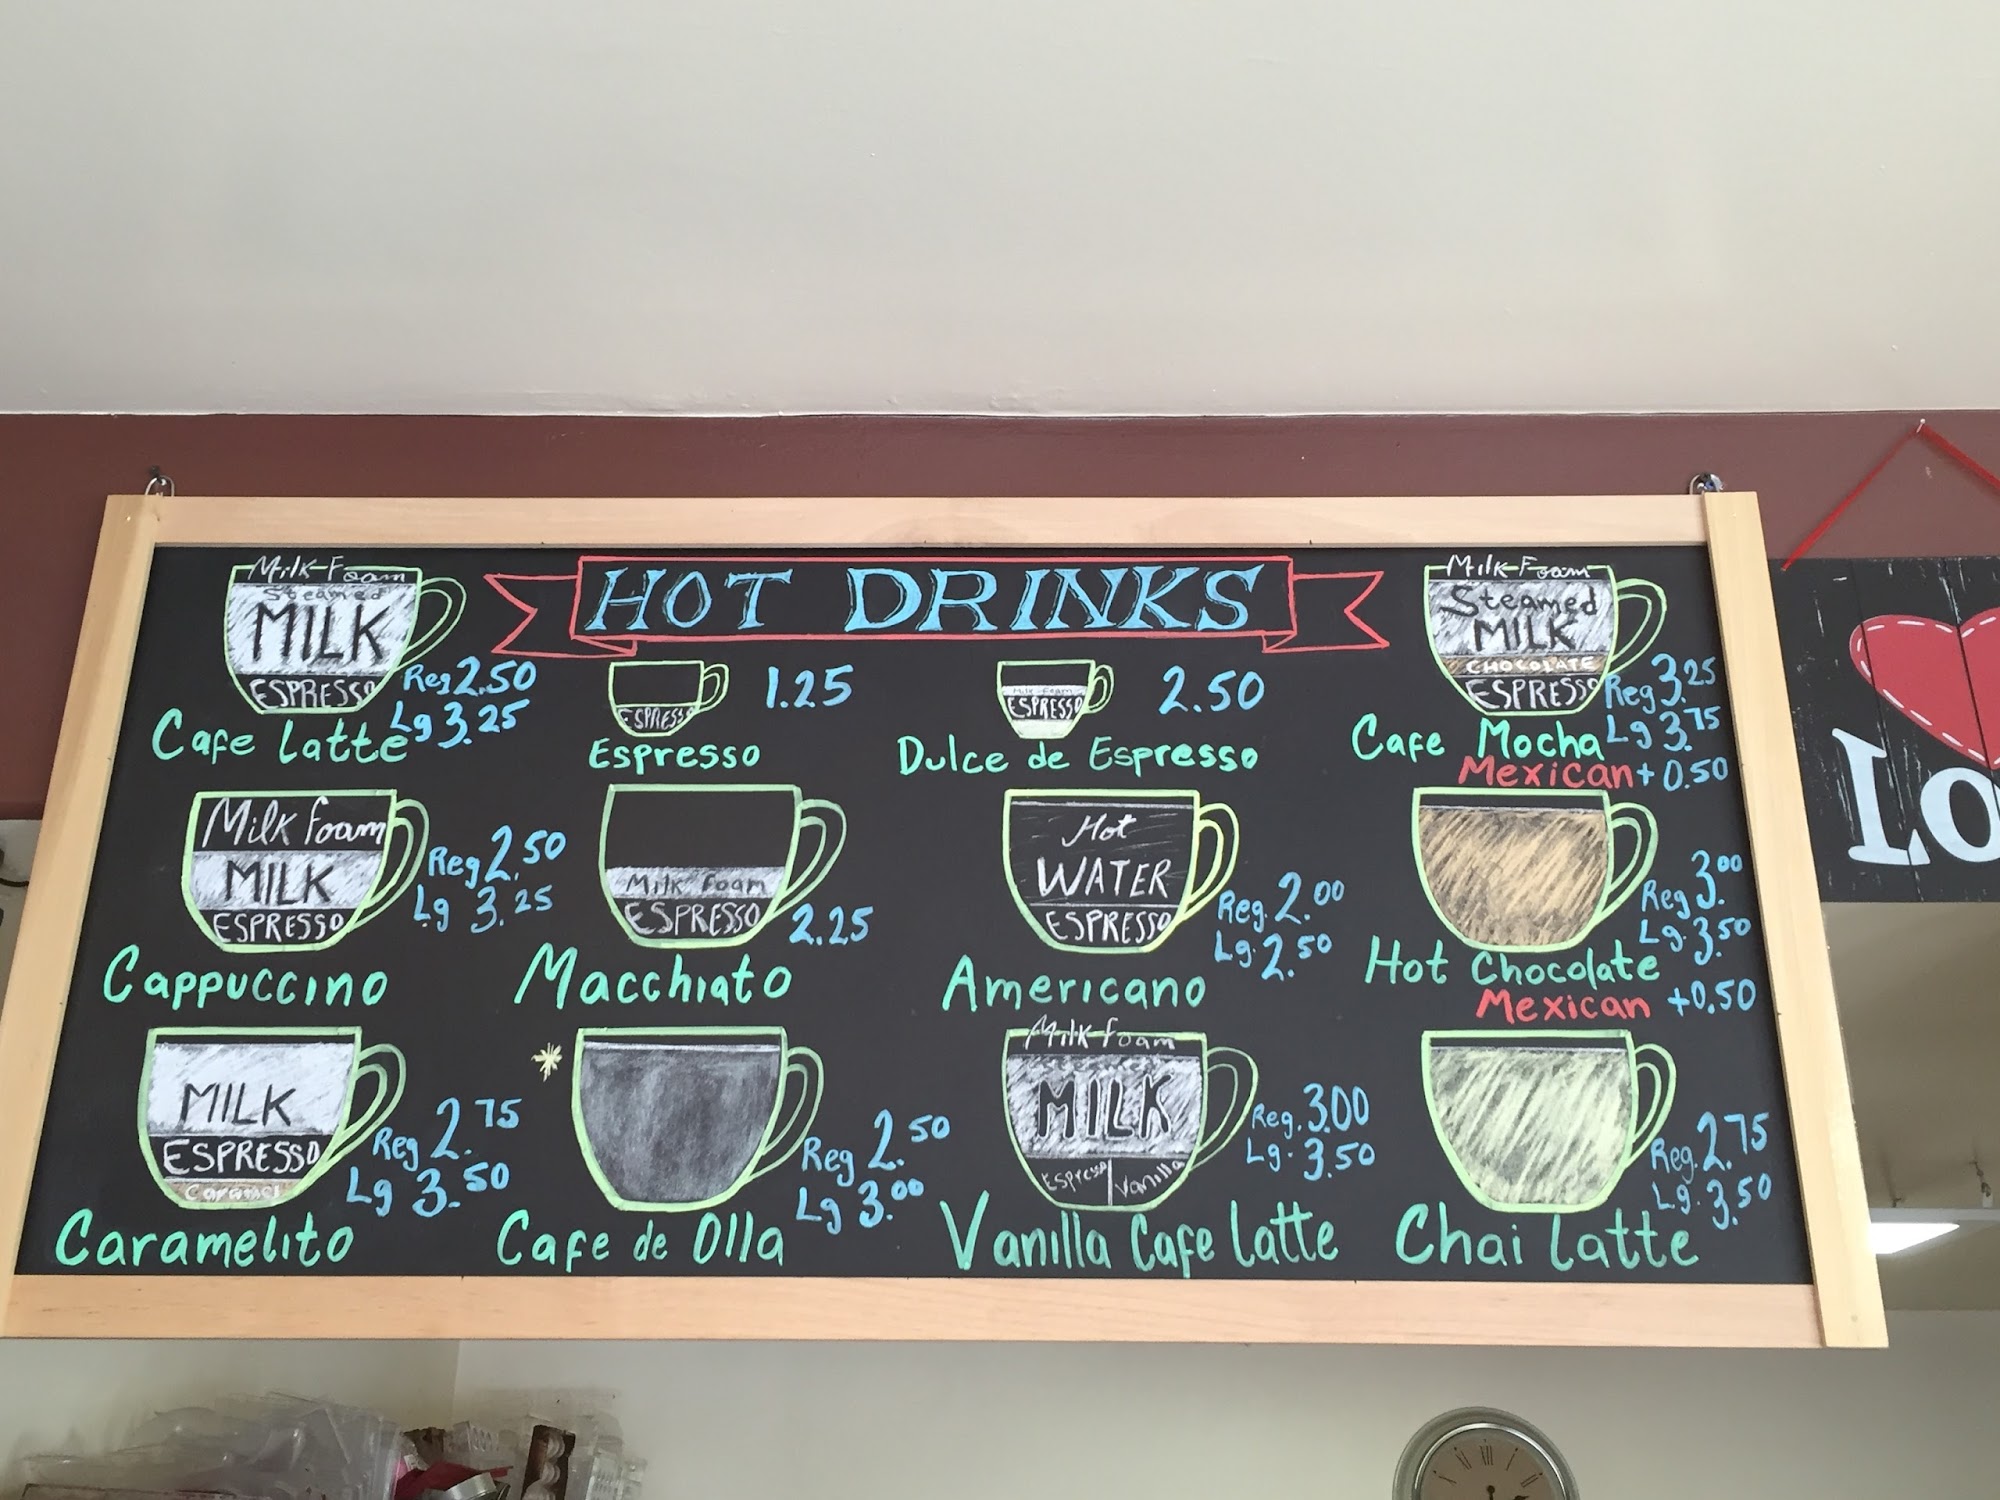 HOT DRINKS
Milk Foam
Steamed
MILK
ESPRESSO
Reg 2.50
Lg 3.25
Cafe Latte
ESPRESSO
1.25
Espresso
Milk Foam
ESPRESSO
2.50
Dulce de Espresso
Milk Foam
Steamed
MILK
CHOCOLATE
ESPRESSO
Reg 3.25
Lg 3.75
Cafe Mocha
Mexican + 0.50
Milk foam
MILK
ESPRESSO
Reg 2.50
Lg 3.25
Cappuccino
Milk foam
ESPRESSO
2.25
Macchiato
Hot
WATER
ESPRESSO
Reg. 2.00
Lg. 2.50
Americano
Reg 3.00
Lg. 3.50
Hot Chocolate
Mexican +0.50
MILK
ESPRESSO
Caramel
Reg 2.75
Lg 3.50
Caramelito
Reg 2.50
Lg 3.00
Cafe de Olla
Milk foam
MILK
Espresso Vanilla
Reg. 3.00
Lg. 3.50
Vanilla Cafe Latte
Reg. 2.75
Lg. 3.50
Chai Latte